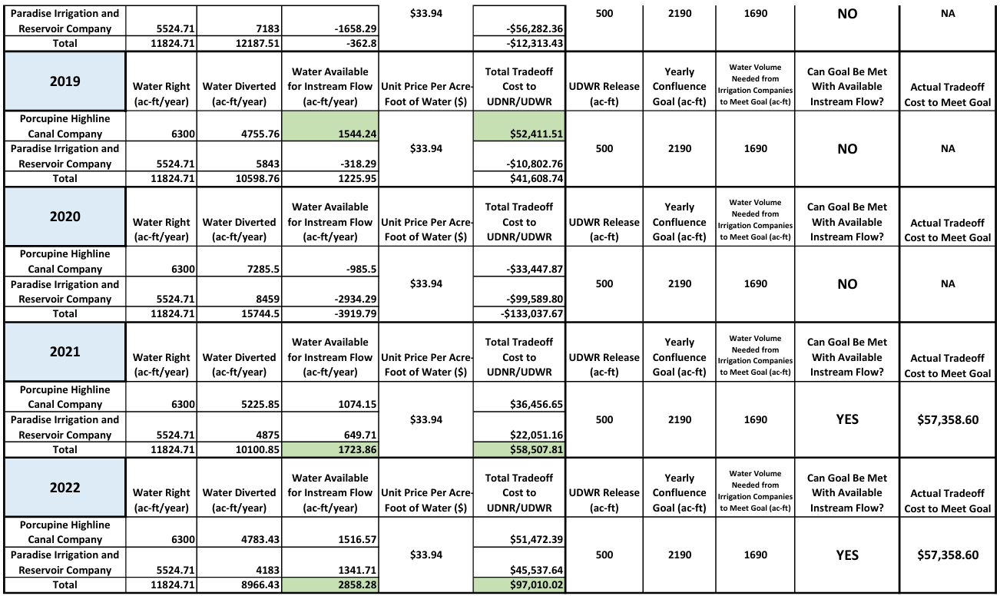 Paradise Irrigation and
Reservoir Company 5524.71 7183 -1658.29 $33.94 -$56,282.36 500 2190 1690 NO NA
Total 11824.71 12187.51 -362.8 -$12,313.43
2019
Water Right
(ac-ft/year)
Water Diverted
(ac-ft/year)
Water Available
for Instream Flow
(ac-ft/year)
Unit Price Per Acre-
Foot of Water ($)
Total Tradeoff
Cost to
UDNR/UDWR
UDWR Release
(ac-ft)
Yearly
Confluence
Goal (ac-ft)
Water Volume
Needed from
Irrigation Companies
to Meet Goal (ac-ft)
Can Goal Be Met
With Available
Instream Flow?
Actual Tradeoff
Cost to Meet Goal
Porcupine Highline
Canal Company 6300 4755.76 1544.24 $52,411.51
$33.94 500 2190 1690 NO NA
Paradise Irrigation and
Reservoir Company 5524.71 5843 -318.29 -$10,802.76
Total 11824.71 10598.76 1225.95 $41,608.74
2020
Water Right
(ac-ft/year)
Water Diverted
(ac-ft/year)
Water Available
for Instream Flow
(ac-ft/year)
Unit Price Per Acre-
Foot of Water ($)
Total Tradeoff
Cost to
UDNR/UDWR
UDWR Release
(ac-ft)
Yearly
Confluence
Goal (ac-ft)
Water Volume
Needed from
Irrigation Companies
to Meet Goal (ac-ft)
Can Goal Be Met
With Available
Instream Flow?
Actual Tradeoff
Cost to Meet Goal
Porcupine Highline
Canal Company 6300 7285.5 -985.5 -$33,447.87
$33.94 500 2190 1690 NO NA
Paradise Irrigation and
Reservoir Company 5524.71 8459 -2934.29 -$99,589.80
Total 11824.71 15744.5 -3919.79 -$133,037.67
2021
Water Right
(ac-ft/year)
Water Diverted
(ac-ft/year)
Water Available
for Instream Flow
(ac-ft/year)
Unit Price Per Acre-
Foot of Water ($)
Total Tradeoff
Cost to
UDNR/UDWR
UDWR Release
(ac-ft)
Yearly
Confluence
Goal (ac-ft)
Water Volume
Needed from
Irrigation Companies
to Meet Goal (ac-ft)
Can Goal Be Met
With Available
Instream Flow?
Actual Tradeoff
Cost to Meet Goal
Porcupine Highline
Canal Company 6300 5225.85 1074.15 $36,456.65
$33.94 500 2190 1690 YES $57,358.60
Paradise Irrigation and
Reservoir Company 5524.71 4875 649.71 $22,051.16
Total 11824.71 10100.85 1723.86 $58,507.81
2022
Water Right
(ac-ft/year)
Water Diverted
(ac-ft/year)
Water Available
for Instream Flow
(ac-ft/year)
Unit Price Per Acre-
Foot of Water ($)
Total Tradeoff
Cost to
UDNR/UDWR
UDWR Release
(ac-ft)
Yearly
Confluence
Goal (ac-ft)
Water Volume
Needed from
Irrigation Companies
to Meet Goal (ac-ft)
Can Goal Be Met
With Available
Instream Flow?
Actual Tradeoff
Cost to Meet Goal
Porcupine Highline
Canal Company 6300 4783.43 1516.57 $51,472.39
$33.94 500 2190 1690 YES $57,358.60
Paradise Irrigation and
Reservoir Company 5524.71 4183 1341.71 $45,537.64
Total 11824.71 8966.43 2858.28 $97,010.02